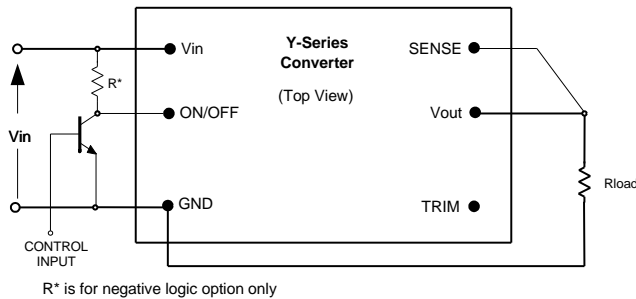 Y-Series
Converter
(Top View)
Vin
SENSE
R*
ON/OFF
Vout
Vin
Rload
GND
TRIM
CONTROL
INPUT
R* is for negative logic option only